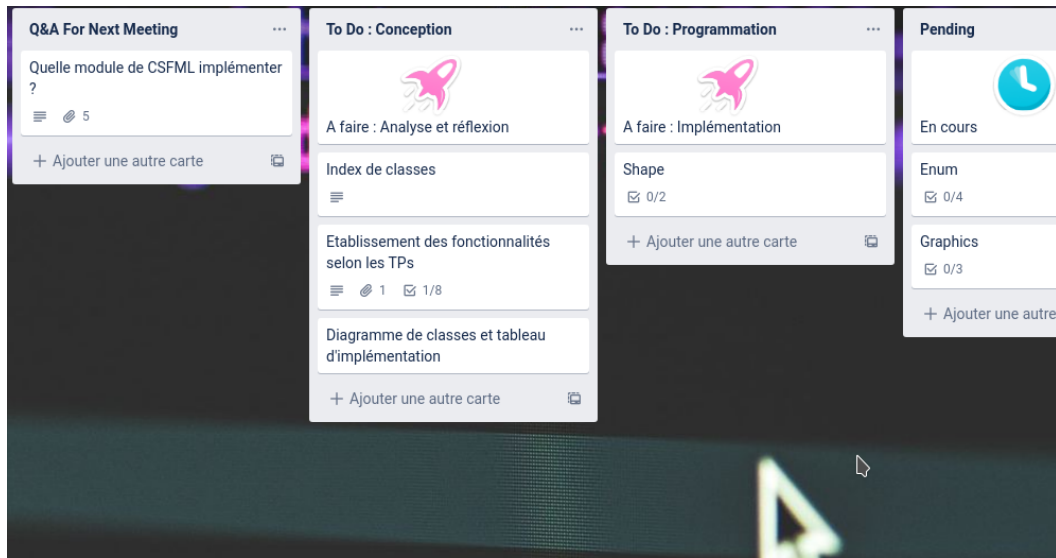 Q&A For Next Meeting
Quelle module de CSFML implémenter
?
5
+ Ajouter une autre carte
To Do : Conception
A faire : Analyse et réflexion
Index de classes
Etablissement des fonctionnalités
selon les TPs
1 1/8
Diagramme de classes et tableau
d'implémentation
+ Ajouter une autre carte
To Do : Programmation
A faire : Implémentation
Shape
0/2
+ Ajouter une autre carte
Pending
En cours
Enum
0/4
Graphics
0/3
+ Ajouter une autre